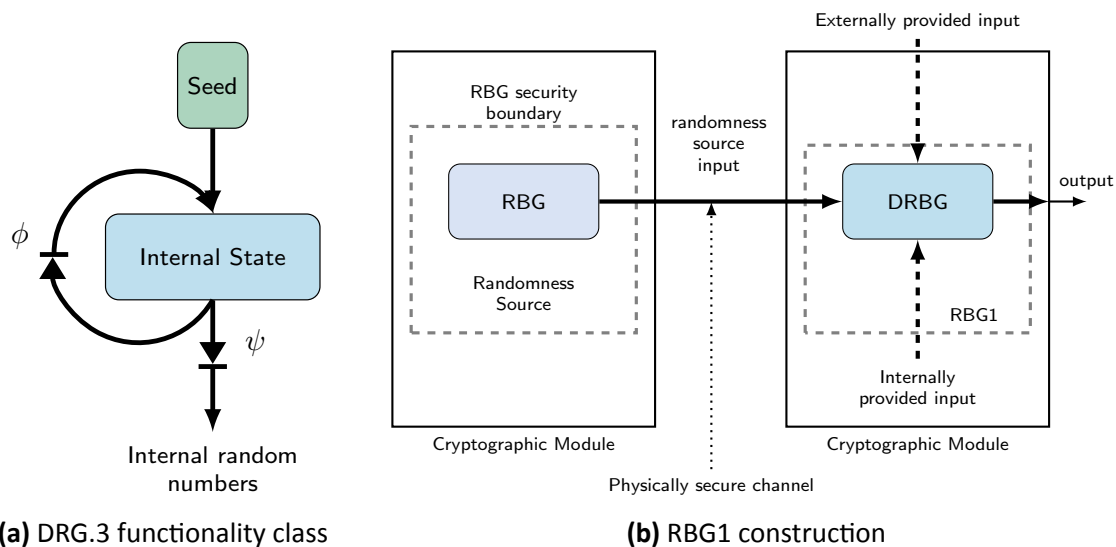 Seed
ϕ
Internal State
ψ
Internal random
numbers
(a) DRG.3 functionality class
Externally provided input
RBG security
boundary
randomness
source
input
RBG
DRBG
output
Randomness
Source
RBG1
Internally
provided input
Cryptographic Module
Cryptographic Module
Physically secure channel
(b) RBG1 construction